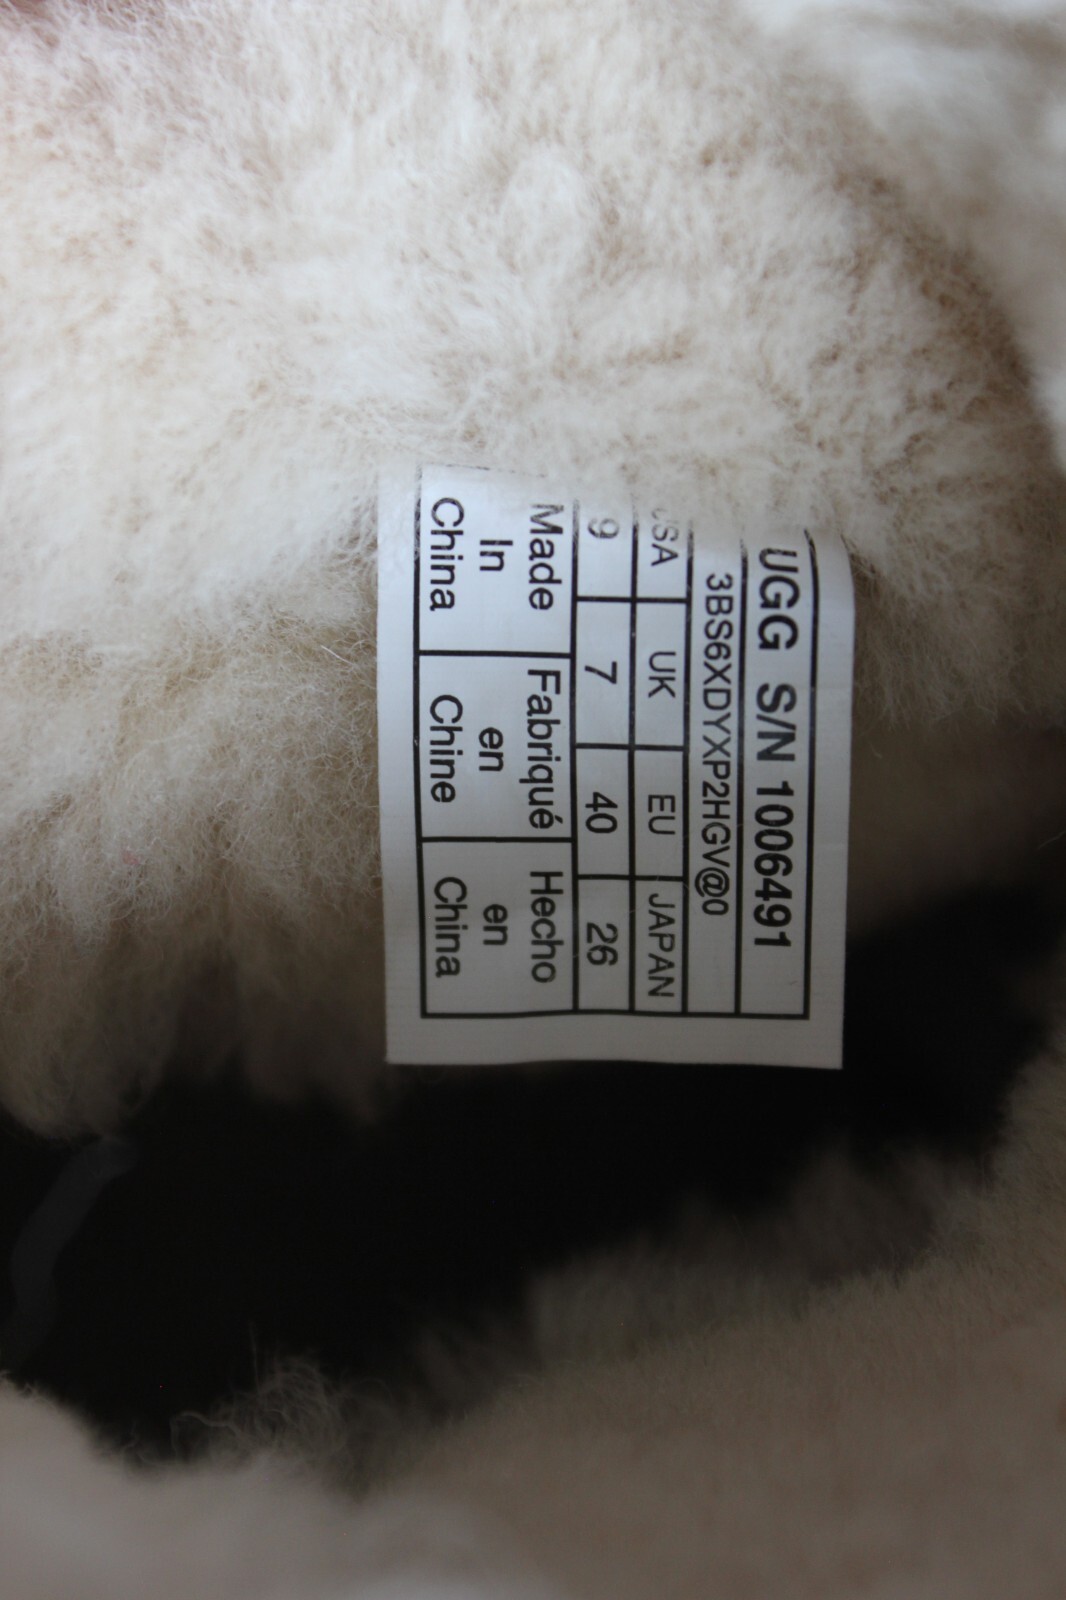 UGG S/N 1006491
3BS6XDYXP2HGV@0
USA UK EU JAPAN
9 7 40 26
Made In China
Fabriqué en Chine
Hecho en China